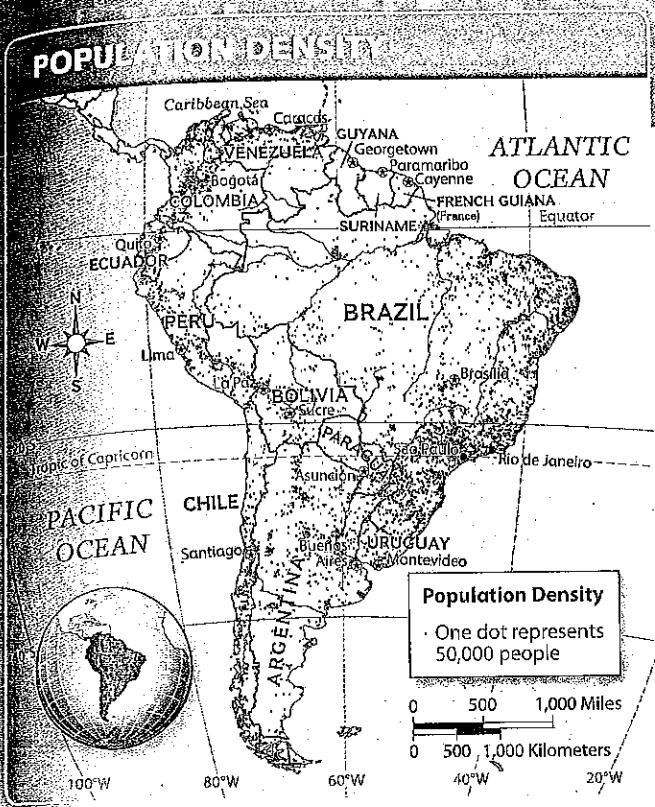 POPULATION DENSITY
Caribbean Sea
Caracas
VENEZUELA
GUYANA
Georgetown
Paramaribo
Cayenne
ATLANTIC
OCEAN
Bogotá
COLOMBIA
FRENCH GUIANA
(France)
SURINAME
Equator
Quito
ECUADOR
N
W E
S
PERU
BRAZIL
Lima
La Paz
BOLIVIA
Sucre
Brasília
PARAGUAY
São Paulo
Rio de Janeiro
Tropic of Capricorn
Asunción
PACIFIC
OCEAN
CHILE
Santiago
Buenos
Aires
URUGUAY
Montevideo
ARGENTINA
Population Density
One dot represents
50,000 people
0 500 1,000 Miles
0 500 1,000 Kilometers
100°W 80°W 60°W 40°W 20°W